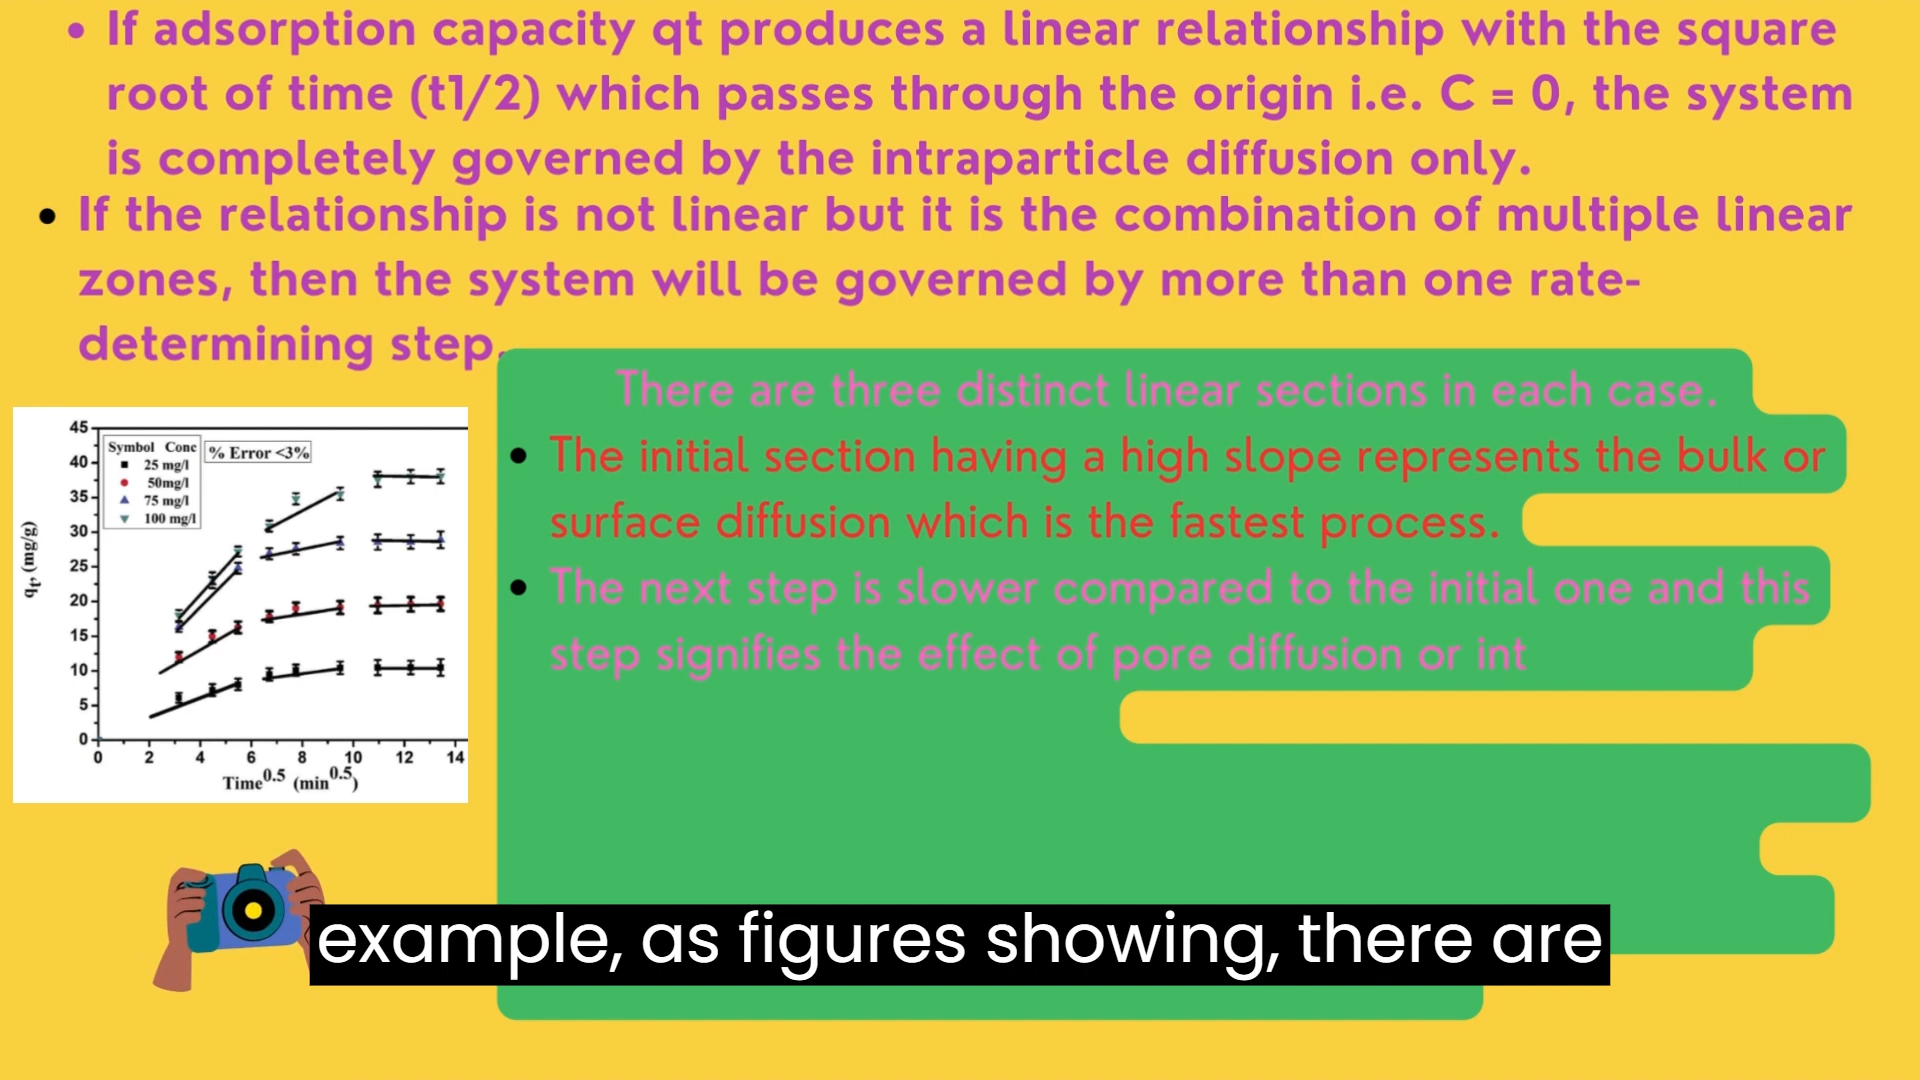 • If adsorption capacity qt produces a linear relationship with the square
root of time (t1/2) which passes through the origin i.e. C = 0, the system
is completely governed by the intraparticle diffusion only.
• If the relationship is not linear but it is the combination of multiple linear
zones, then the system will be governed by more than one rate-
determining step.
There are three distinct linear sections in each case.
• The initial section having a high slope represents the bulk or
surface diffusion which is the fastest process.
• The next step is slower compared to the initial one and this
step signifies the effect of pore diffusion or int
45
40
35
30
25
20
15
10
5
0
qt, (mg/g)
Symbol Conc
25 mg/l
50mg/l
75 mg/l
100 mg/l
% Error <3%
0 2 4 6 8 10 12 14
Time0.5 (min0.5)
example, as figures showing, there are